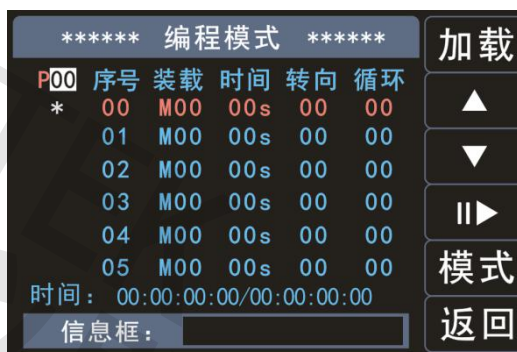 ****** 编程模式 ******
P00 序号 装载 时间 转向 循环
* 00 M00 00s 00 00
01 M00 00s 00 00
02 M00 00s 00 00
03 M00 00s 00 00
04 M00 00s 00 00
05 M00 00s 00 00
时间: 00:00:00:00/00:00:00:00
信息框:
加载
▲
▼
II▶
模式
返回